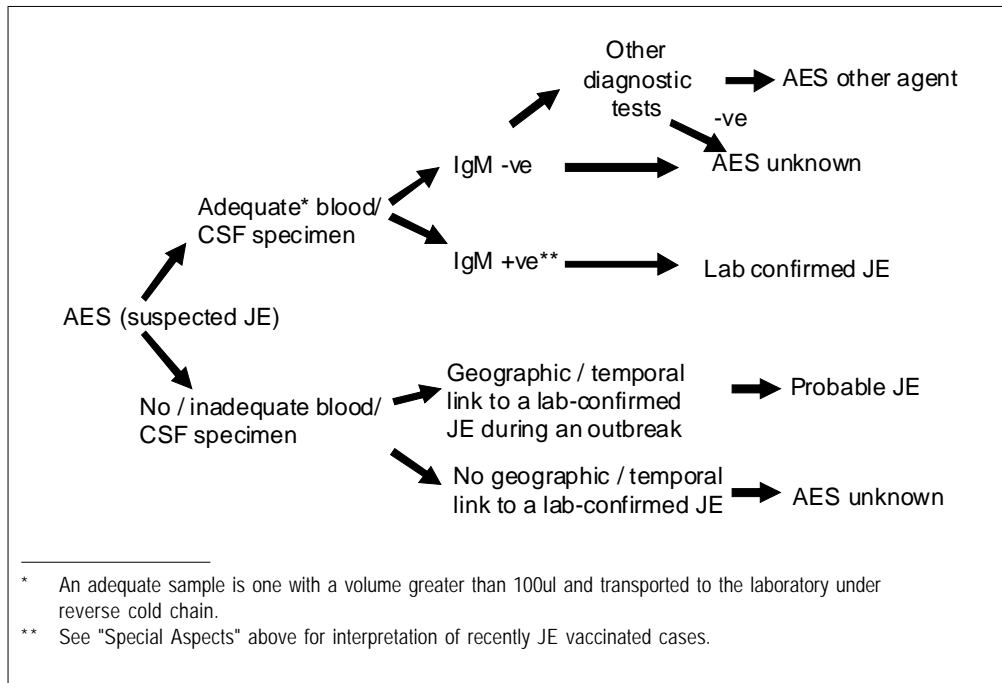 Other
diagnostic
tests
AES other agent
-ve
IgM -ve
AES unknown
Adequate* blood/
CSF specimen
IgM +ve**
Lab confirmed JE
AES (suspected JE)
No / inadequate blood/
CSF specimen
Geographic / temporal
link to a lab-confirmed
JE during an outbreak
Probable JE
No geographic / temporal
link to a lab-confirmed JE
AES unknown
* An adequate sample is one with a volume greater than 100ul and transported to the laboratory under
reverse cold chain.
** See "Special Aspects" above for interpretation of recently JE vaccinated cases.